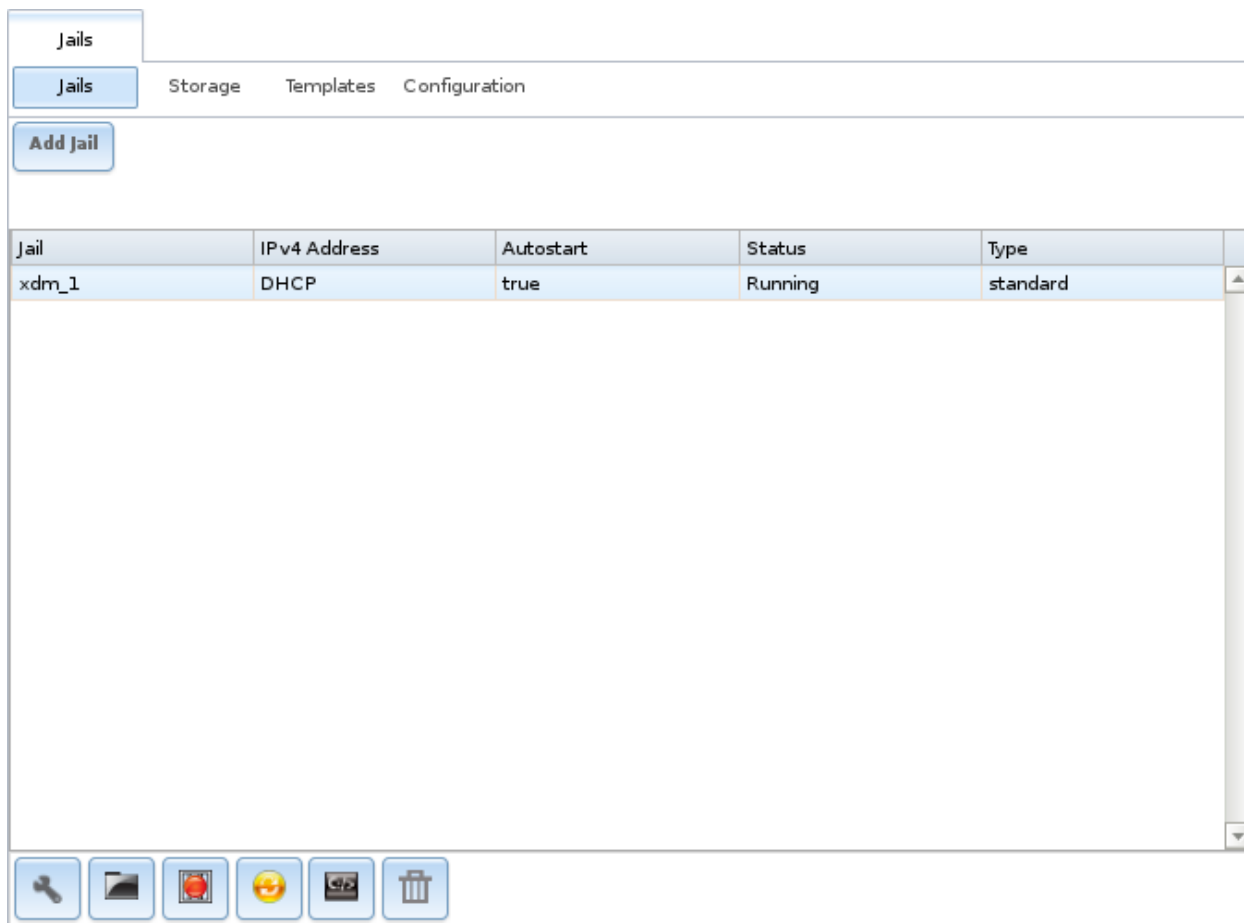 Jails
Jails Storage Templates Configuration
Add Jail
Jail IPv4 Address Autostart Status Type
xdm_1 DHCP true Running standard